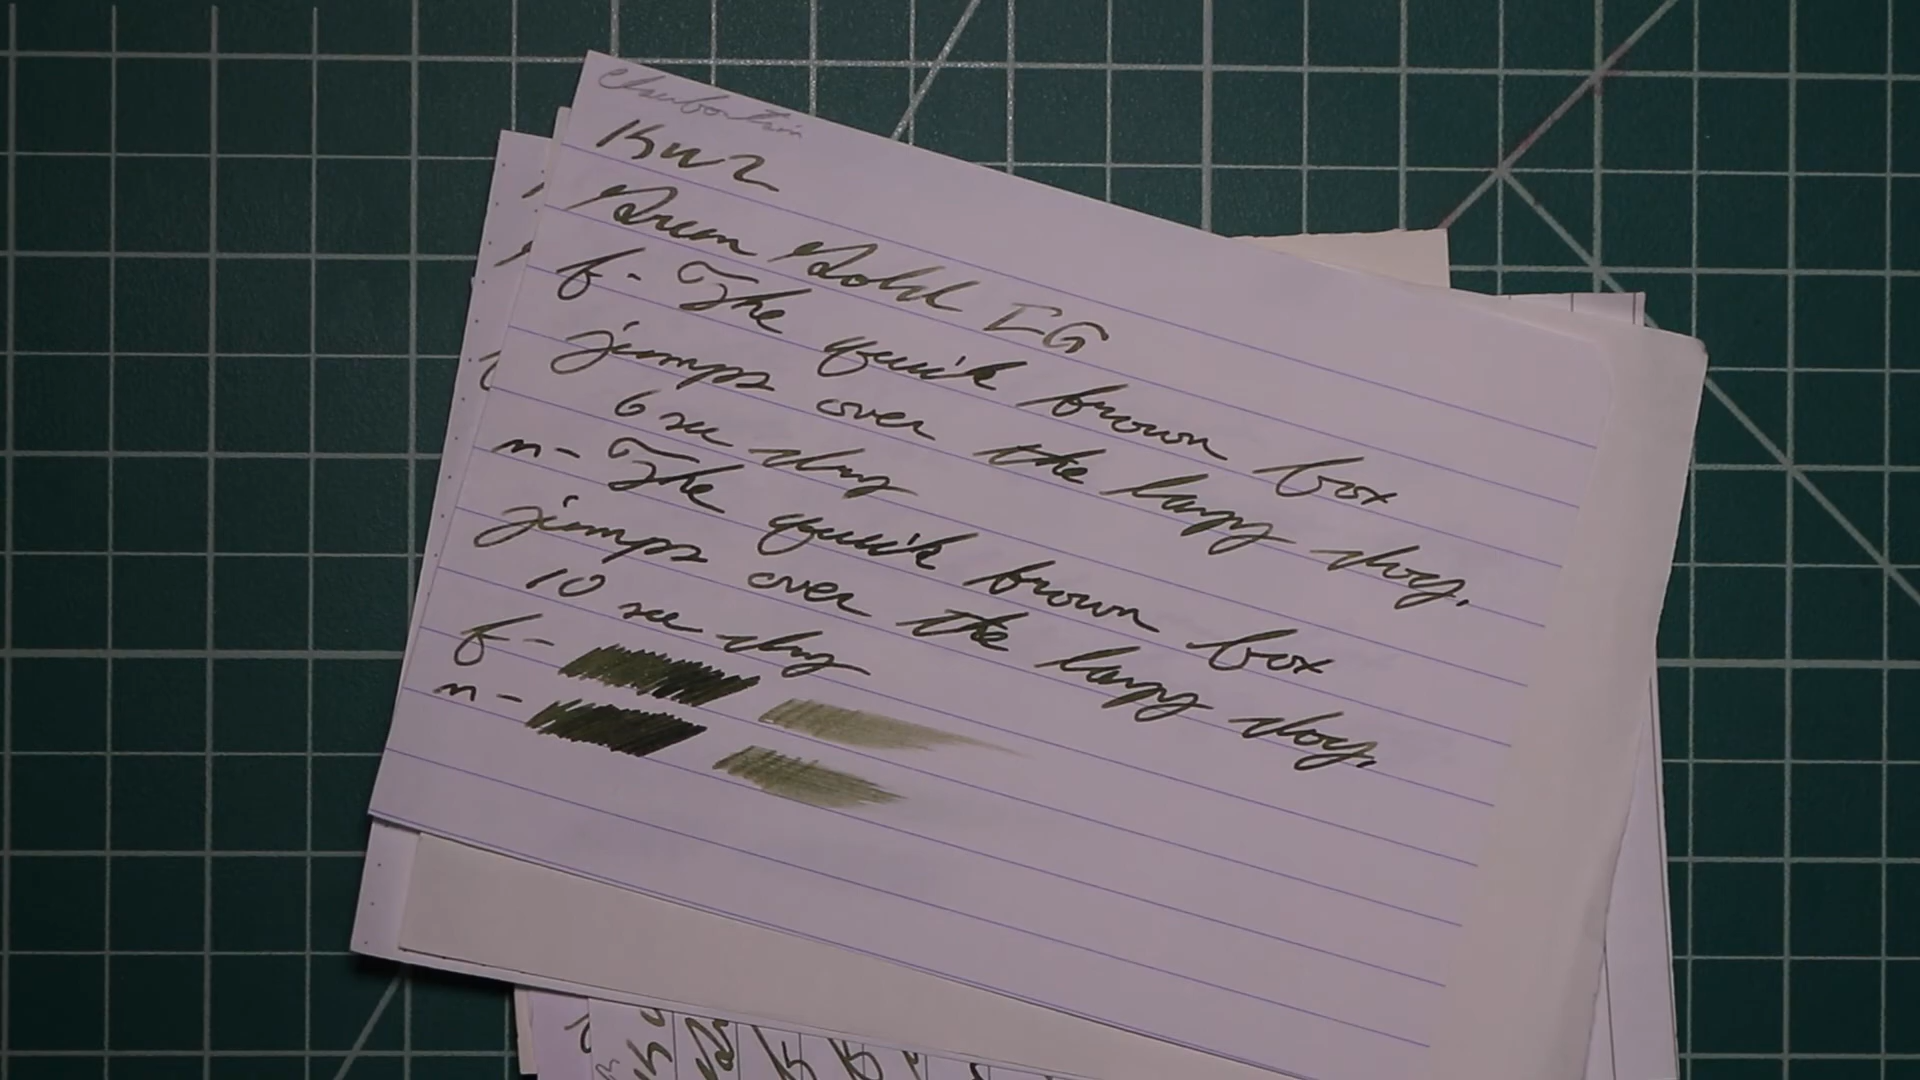 KWZ
Green Gold IG
f - The quick brown fox
jumps over the lazy dog.
6 sec dry
m - The quick brown fox
jumps over the lazy dog.
10 sec dry
f -
m -